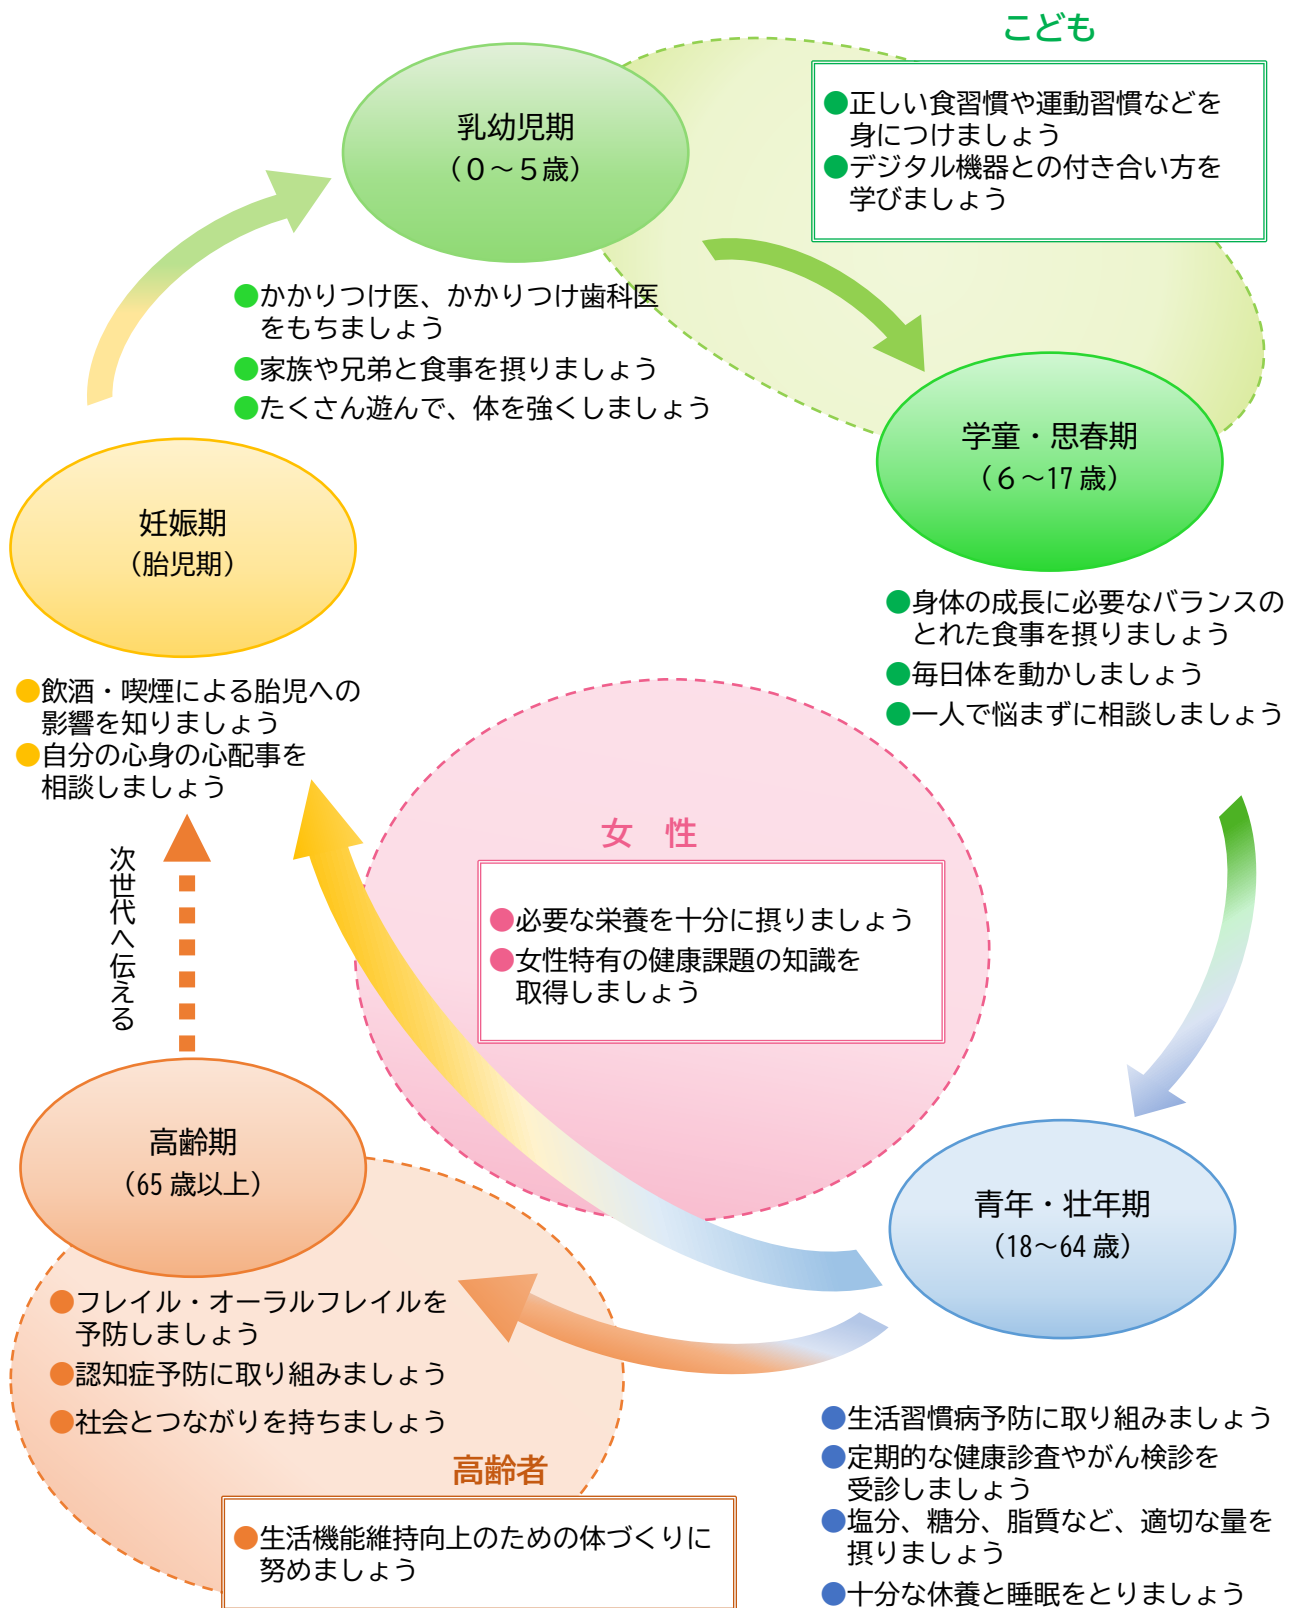 こども
●正しい食習慣や運動習慣などを
身につけましょう
●デジタル機器との付き合い方を
学びましょう
乳幼児期
(０～５歳)
●かかりつけ医、かかりつけ歯科医
をもちましょう
●家族や兄弟と食事を摂りましょう
●たくさん遊んで、体を強くしましょう
学童・思春期
(６～17歳)
●身体の成長に必要なバランスの
とれた食事を摂りましょう
●毎日体を動かしましょう
●一人で悩まずに相談しましょう
妊娠期
(胎児期)
●飲酒・喫煙による胎児への
影響を知りましょう
●自分の心身の心配事を
相談しましょう
次世代へ伝える
女　性
●必要な栄養を十分に摂りましょう
●女性特有の健康課題の知識を
取得しましょう
青年・壮年期
(18～64歳)
●生活習慣病予防に取り組みましょう
●定期的な健康診査やがん検診を
受診しましょう
●塩分、糖分、脂質など、適切な量を
摂りましょう
●十分な休養と睡眠をとりましょう
高齢期
(65歳以上)
●フレイル・オーラルフレイルを
予防しましょう
●認知症予防に取り組みましょう
●社会とつながりを持ちましょう
高齢者
●生活機能維持向上のための体づくりに
努めましょう